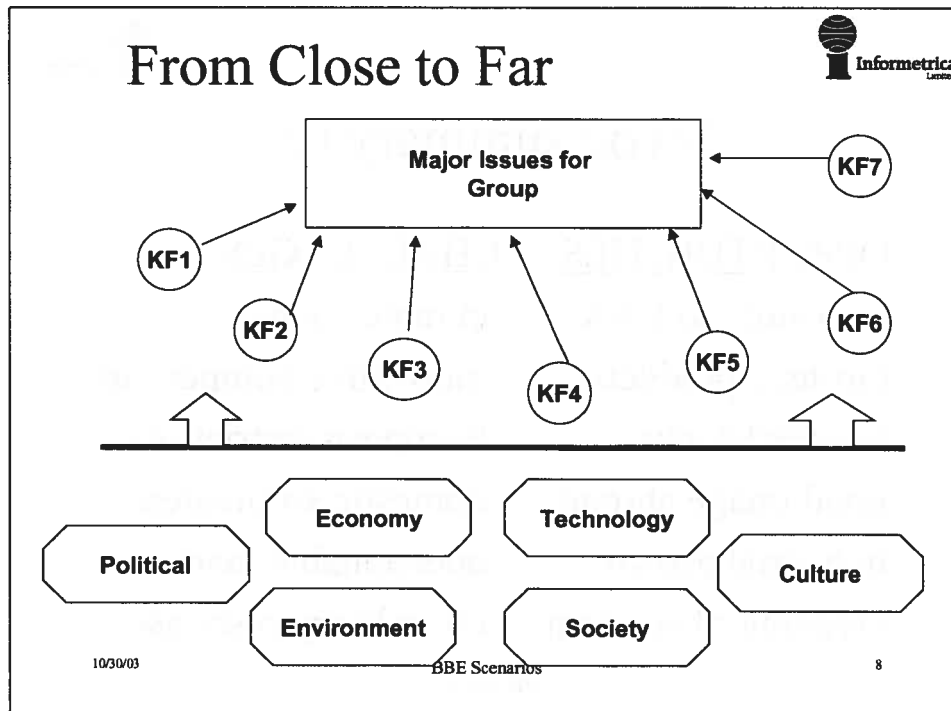 From Close to Far
Informetrica
Limited
Major Issues for
Group
KF7
KF1
KF2
KF3
KF4
KF5
KF6
Economy
Technology
Political
Culture
Environment
Society
10/30/03
BBE Scenarios
8